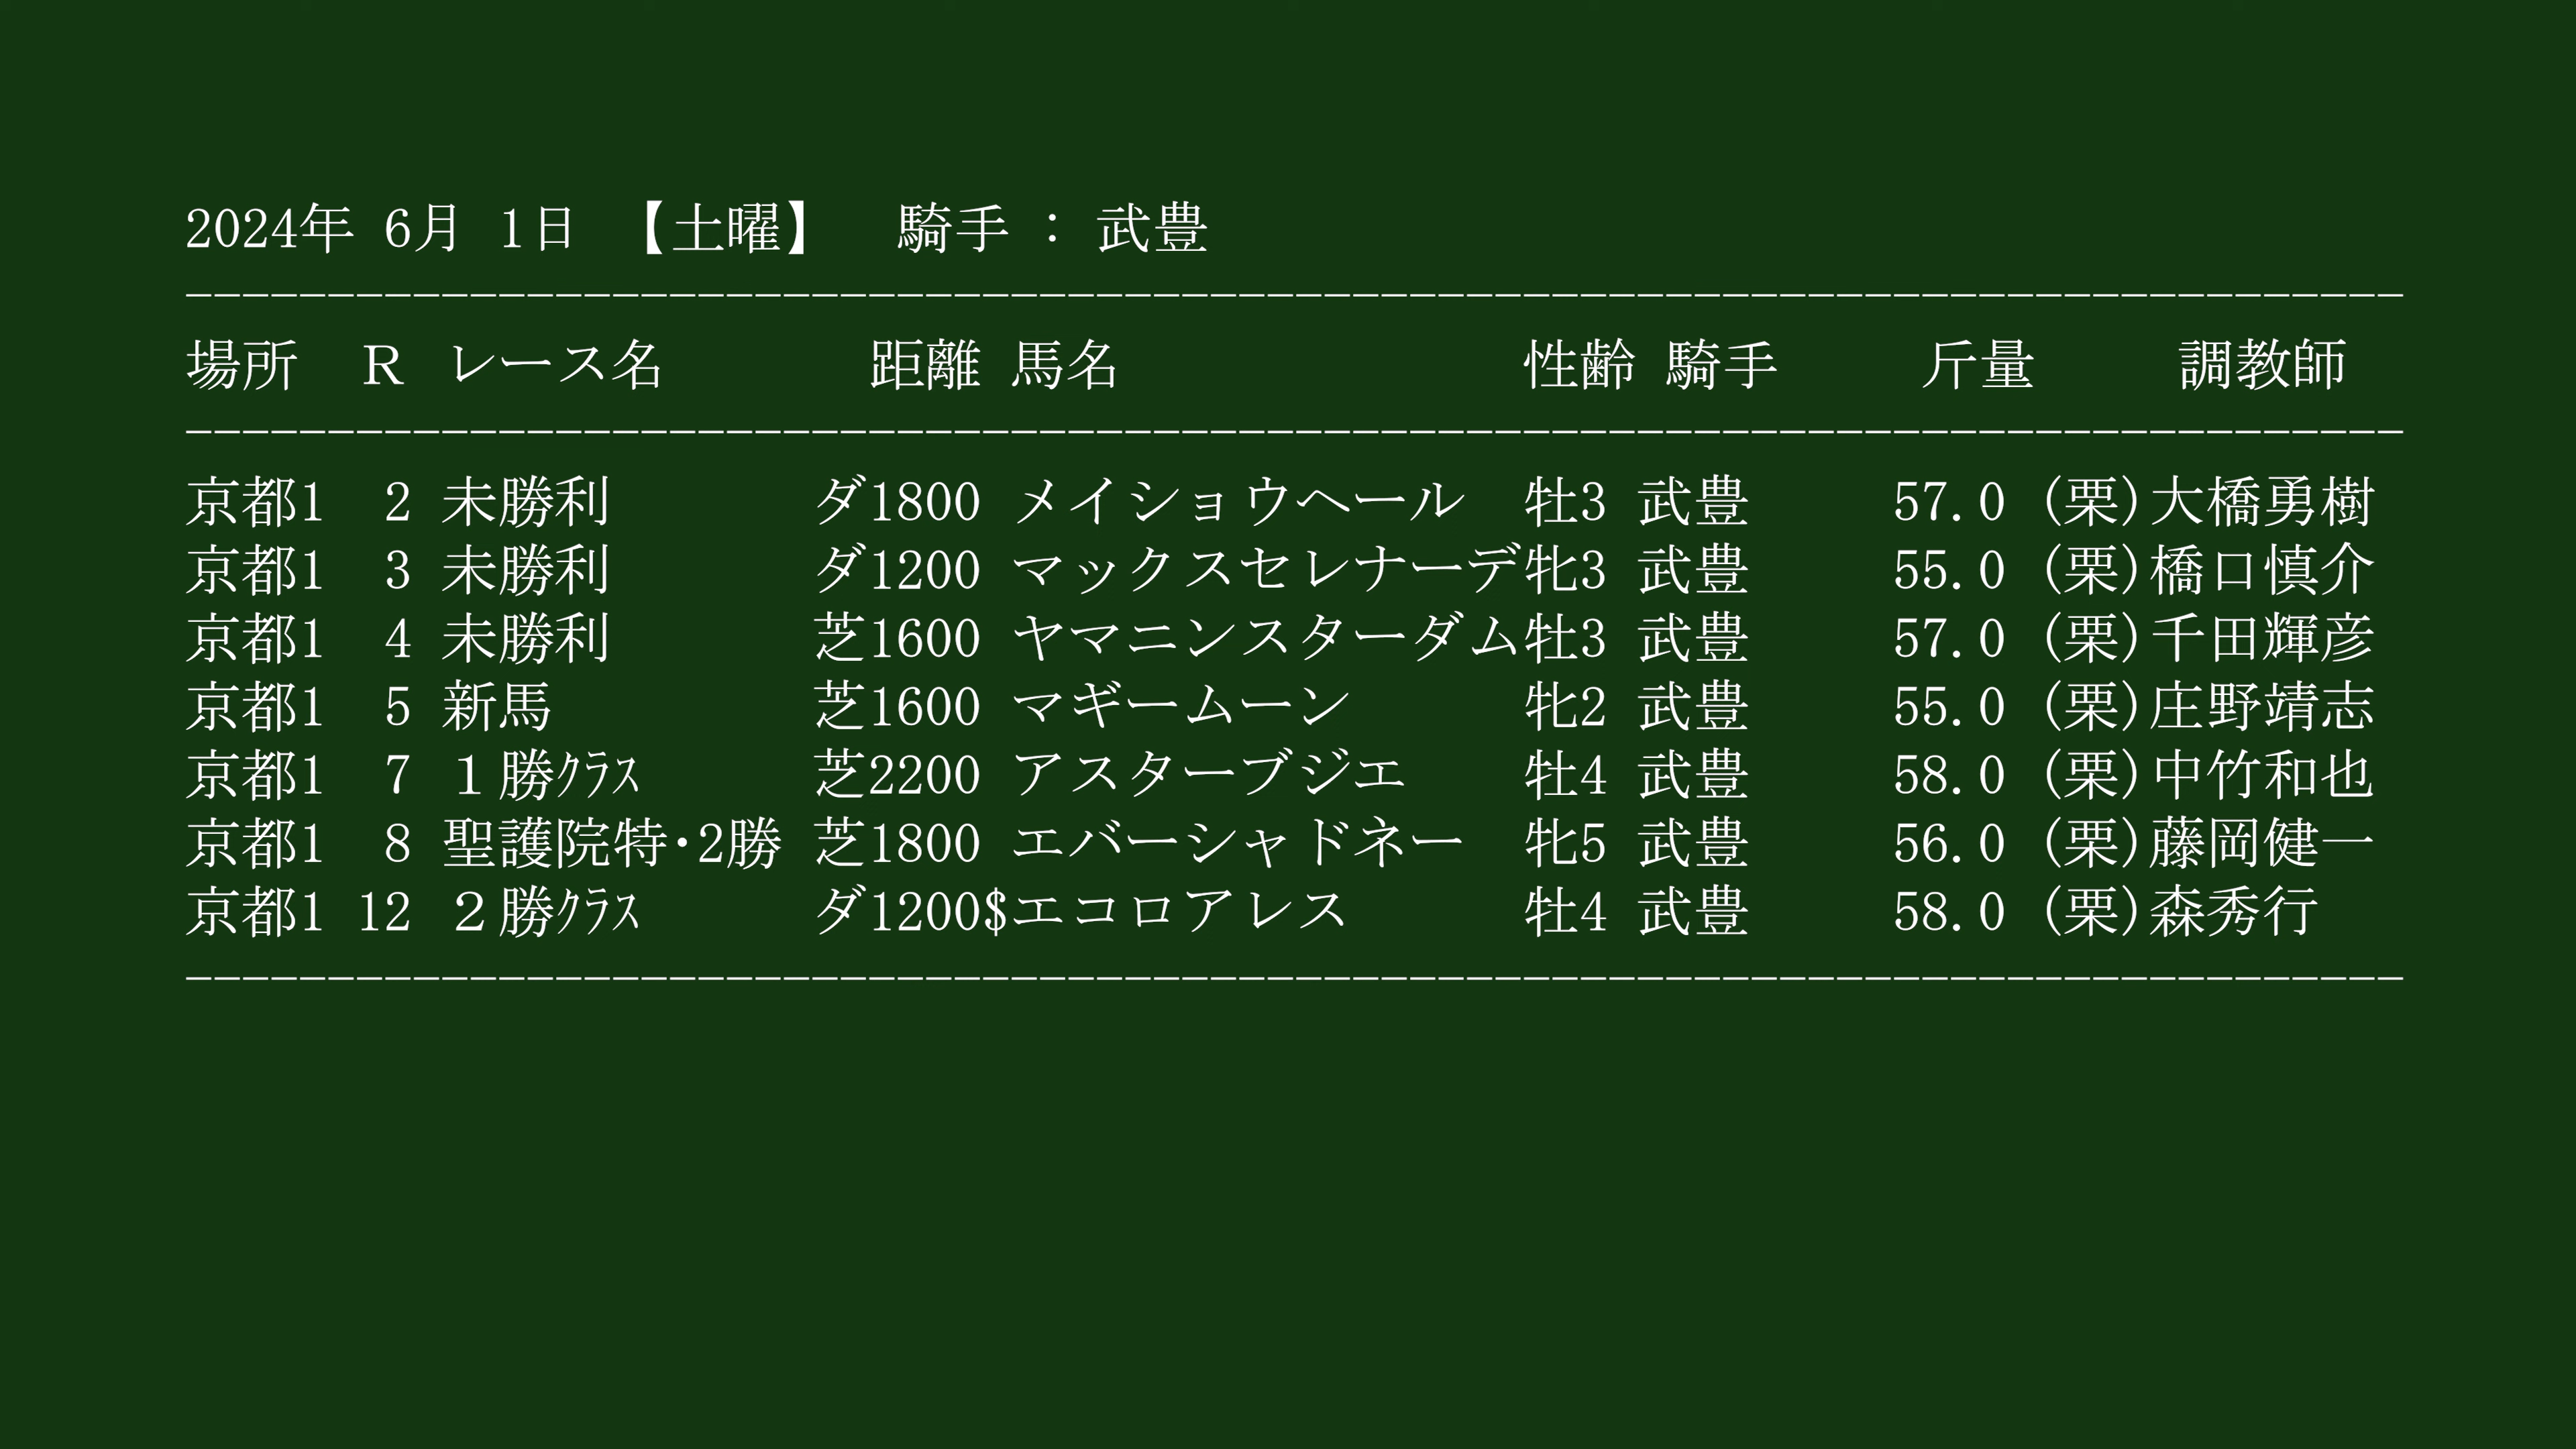 2024年 6月 1日 【土曜】 騎手 : 武豊
------------------------------------------------------------------------------
場所 Ｒ レース名 距離 馬名 性齢 騎手 斤量 調教師
------------------------------------------------------------------------------
京都1 2 未勝利 ダ1800 メイショウヘール 牡3 武豊 57.0 (栗)大橋勇樹
京都1 3 未勝利 ダ1200 マックスセレナーデ牝3 武豊 55.0 (栗)橋口慎介
京都1 4 未勝利 芝1600 ヤマニンスターダム牡3 武豊 57.0 (栗)千田輝彦
京都1 5 新馬 芝1600 マギームーン 牝2 武豊 55.0 (栗)庄野靖志
京都1 7 １勝ｸﾗｽ 芝2200 アスターブジエ 牡4 武豊 58.0 (栗)中竹和也
京都1 8 聖護院特･2勝 芝1800 エバーシャドネー 牝5 武豊 56.0 (栗)藤岡健一
京都1 12 ２勝ｸﾗｽ ダ1200$エコロアレス 牡4 武豊 58.0 (栗)森秀行
------------------------------------------------------------------------------